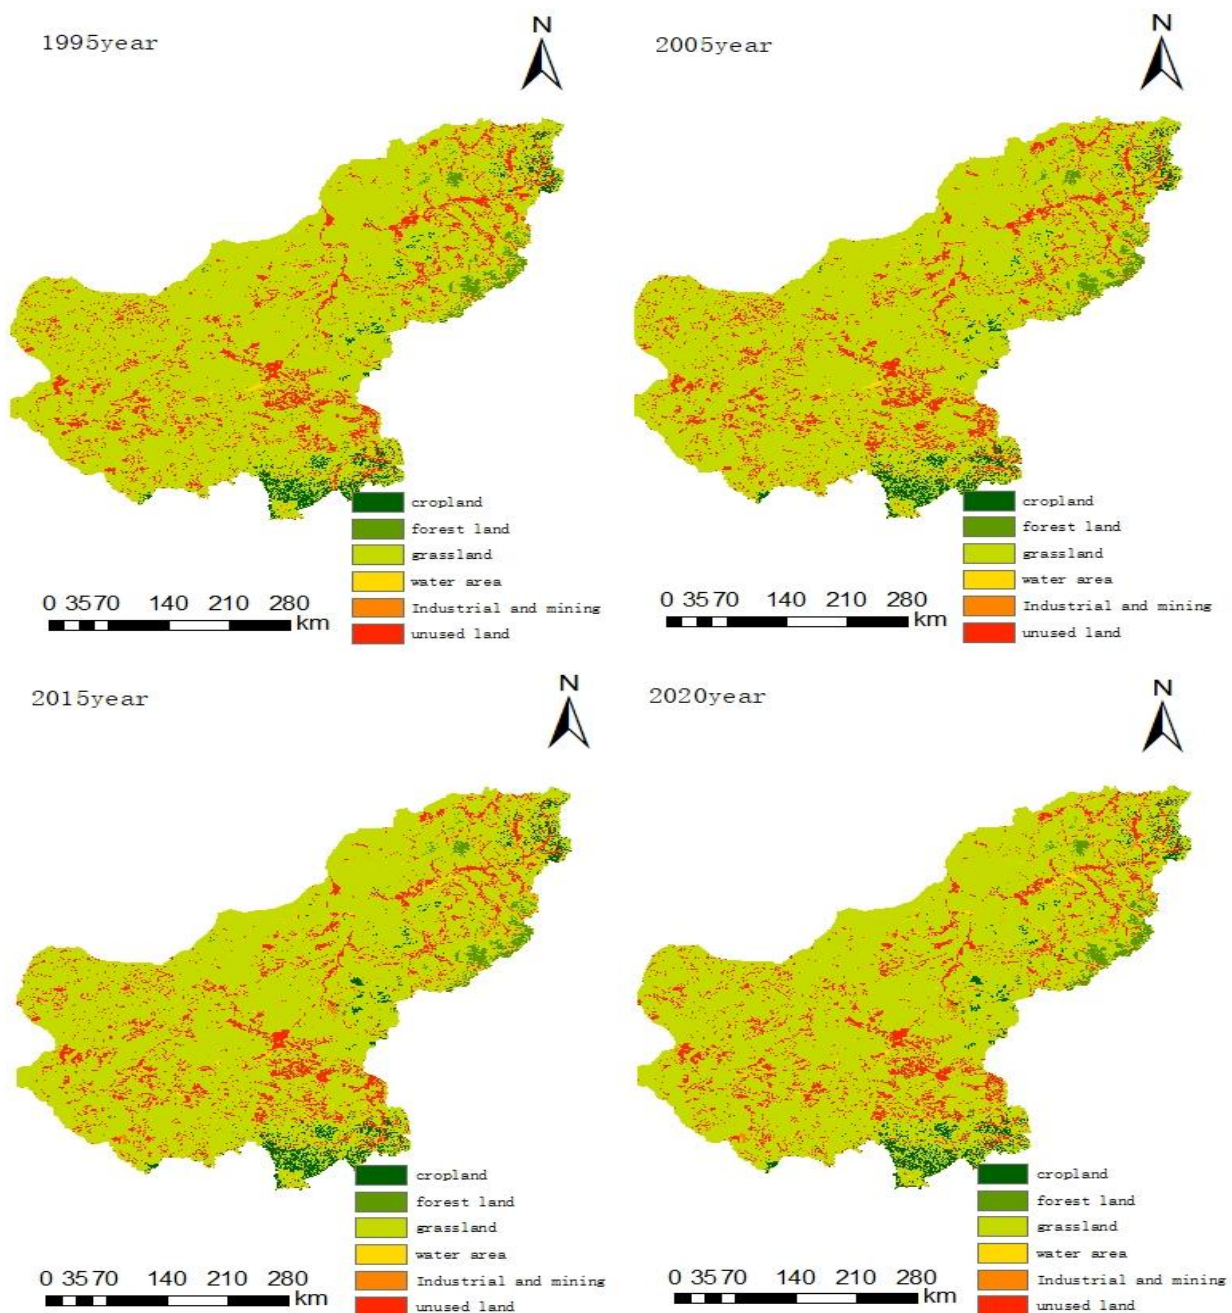 1995year
N
cropland
forest land
grassland
water area
Industrial and mining
unused land
0 35 70 140 210 280
km
2005year
N
cropland
forest land
grassland
water area
Industrial and mining
unused land
0 35 70 140 210 280
km
2015year
N
cropland
forest land
grassland
water area
Industrial and mining
unused land
0 35 70 140 210 280
km
2020year
N
cropland
forest land
grassland
water area
Industrial and mining
unused land
0 35 70 140 210 280
km